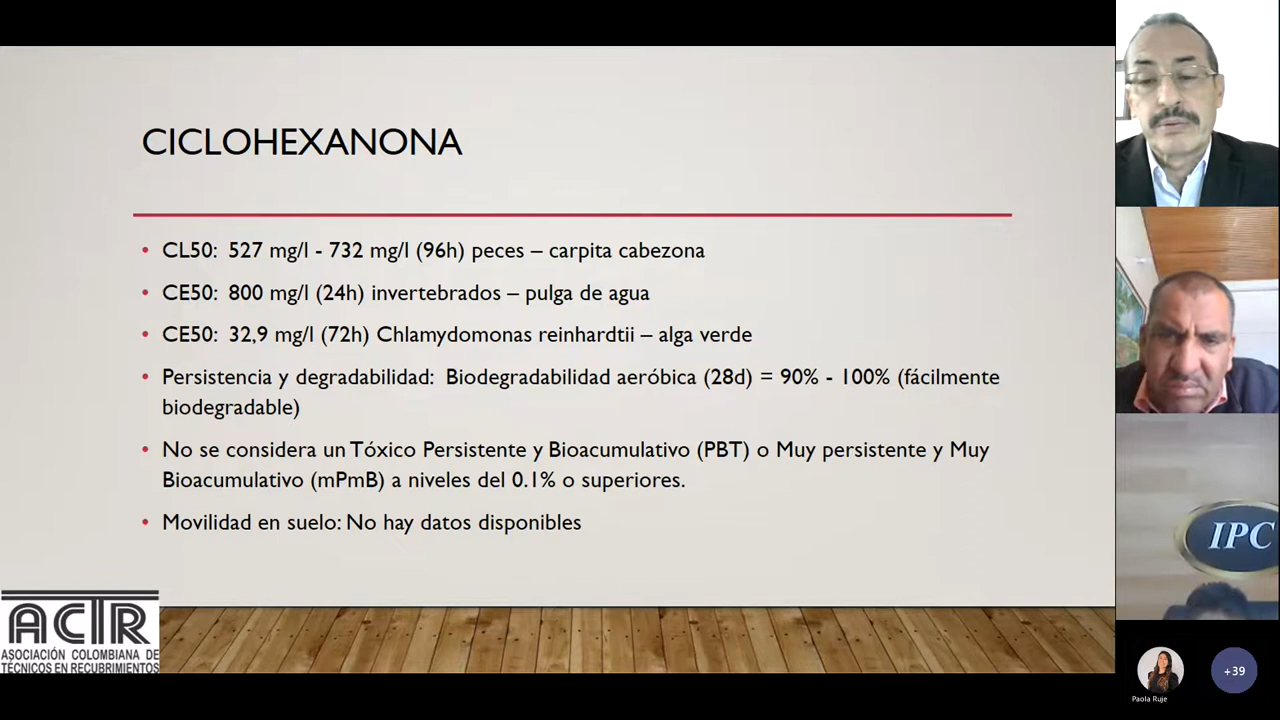 CICLOHEXANONA
• CL50: 527 mg/l - 732 mg/l (96h) peces – carpita cabezona
• CE50: 800 mg/l (24h) invertebrados – pulga de agua
• CE50: 32,9 mg/l (72h) Chlamydomonas reinhardtii – alga verde
• Persistencia y degradabilidad: Biodegradabilidad aeróbica (28d) = 90% - 100% (fácilmente
biodegradable)
• No se considera un Tóxico Persistente y Bioacumulativo (PBT) o Muy persistente y Muy
Bioacumulativo (mPmB) a niveles del 0.1% o superiores.
• Movilidad en suelo: No hay datos disponibles
ACTR
ASOCIACIÓN COLOMBIANA DE
TÉCNICOS EN RECUBRIMIENTOS
IPC
Paola Ruje
+39